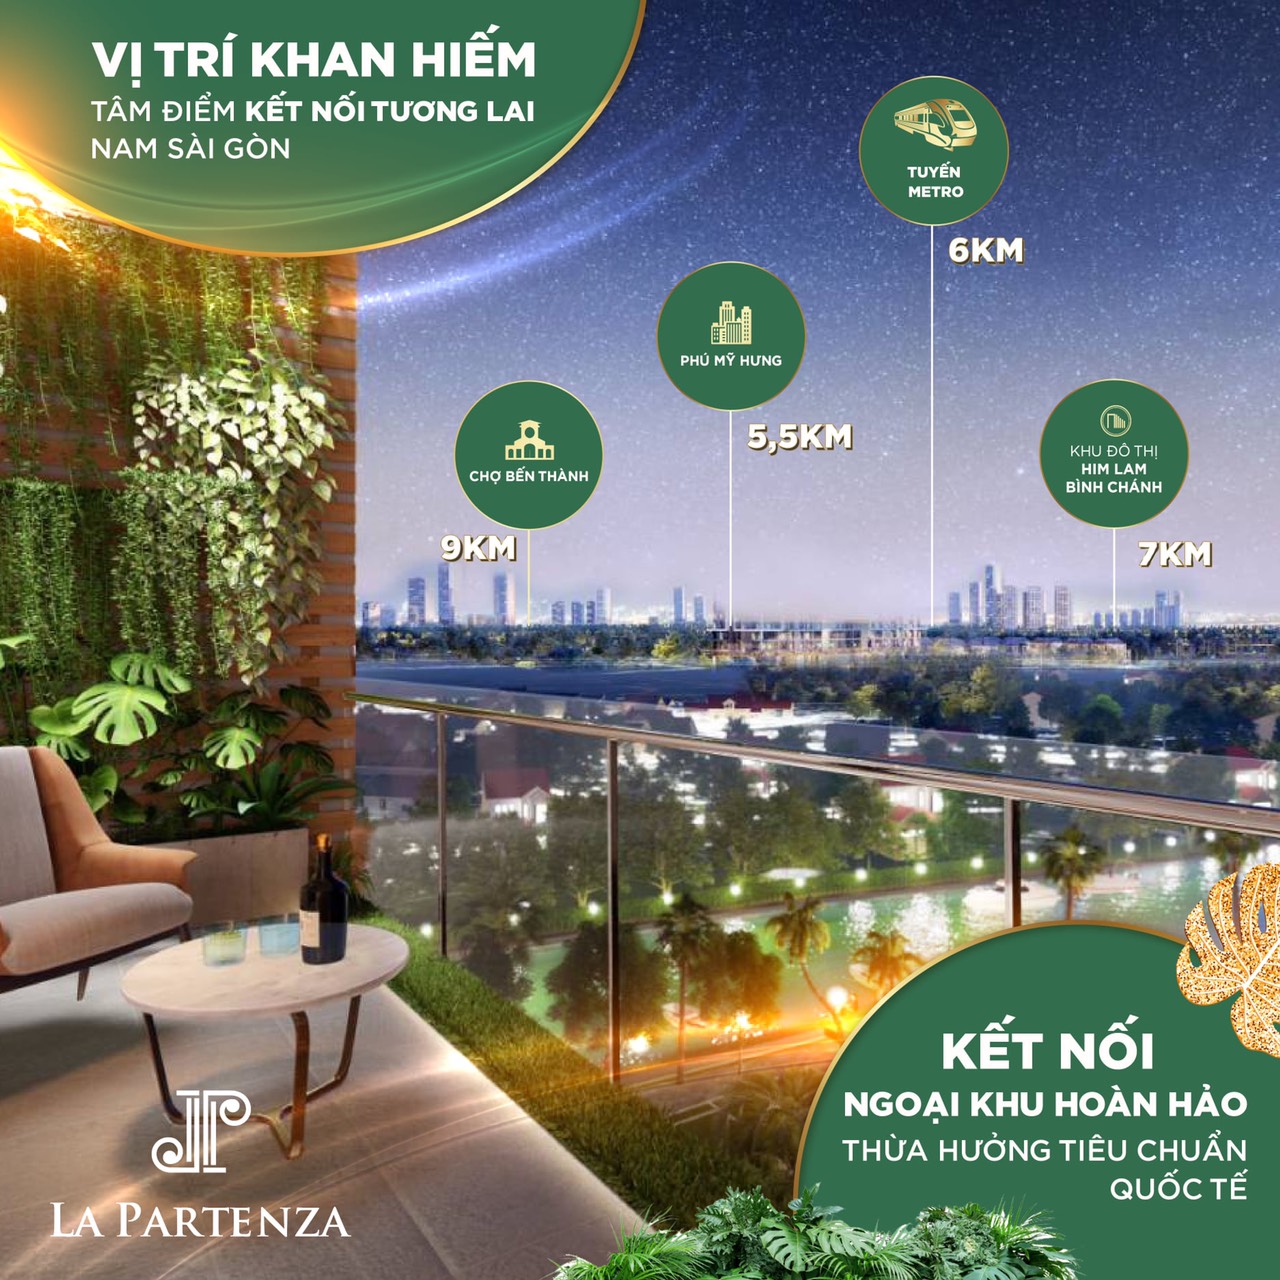 VỊ TRÍ KHAN HIẾM
TÂM ĐIỂM KẾT NỐI TƯƠNG LAI
NAM SÀI GÒN
TUYẾN
METRO
6KM
PHÚ MỸ HƯNG
5,5KM
CHỢ BẾN THÀNH
9KM
KHU ĐÔ THỊ
HIM LAM
BÌNH CHÁNH
7KM
KẾT NỐI
NGOẠI KHU HOÀN HẢO
THỪA HƯỞNG TIÊU CHUẨN
QUỐC TẾ
LA PARTENZA